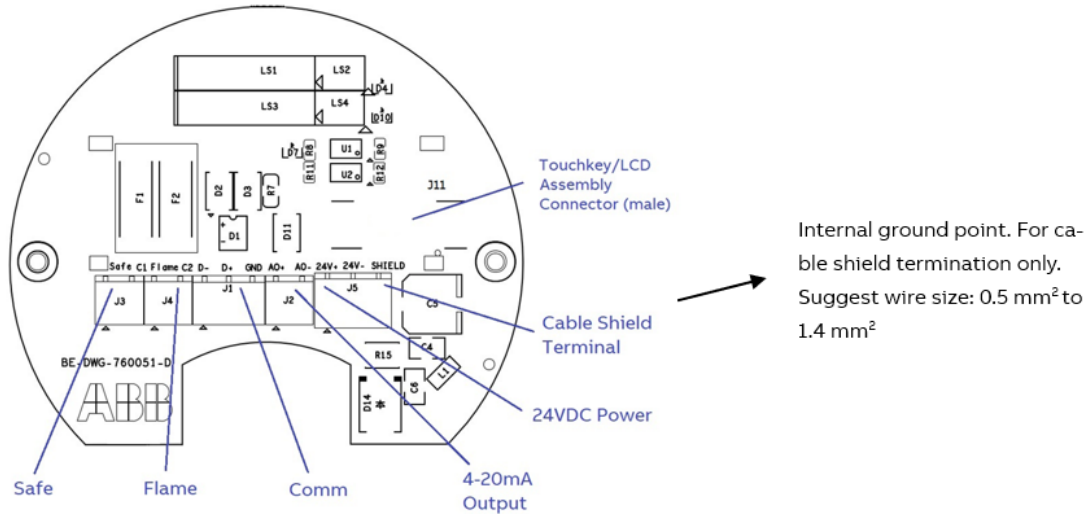 LS1 LS2
D4
LS3 LS4
D10
D7 R8 U1 R9
R11 U2 R12
F1 F2 D2 D3 R7
J11
D1 D11
Touchkey/LCD
Assembly
Connector (male)
Safe C1 Flame C2 D- D+ GND AO+ AO- 24V+ 24V- SHIELD
J3 J4 J1 J2 J5 C5
Internal ground point. For ca-
ble shield termination only.
Suggest wire size: 0.5 mm² to
1.4 mm²
Cable Shield
Terminal
BE-DWG-760051-D
R15 C4
L1
C6
D14
ABB
24VDC Power
Safe
Flame
Comm
4-20mA
Output